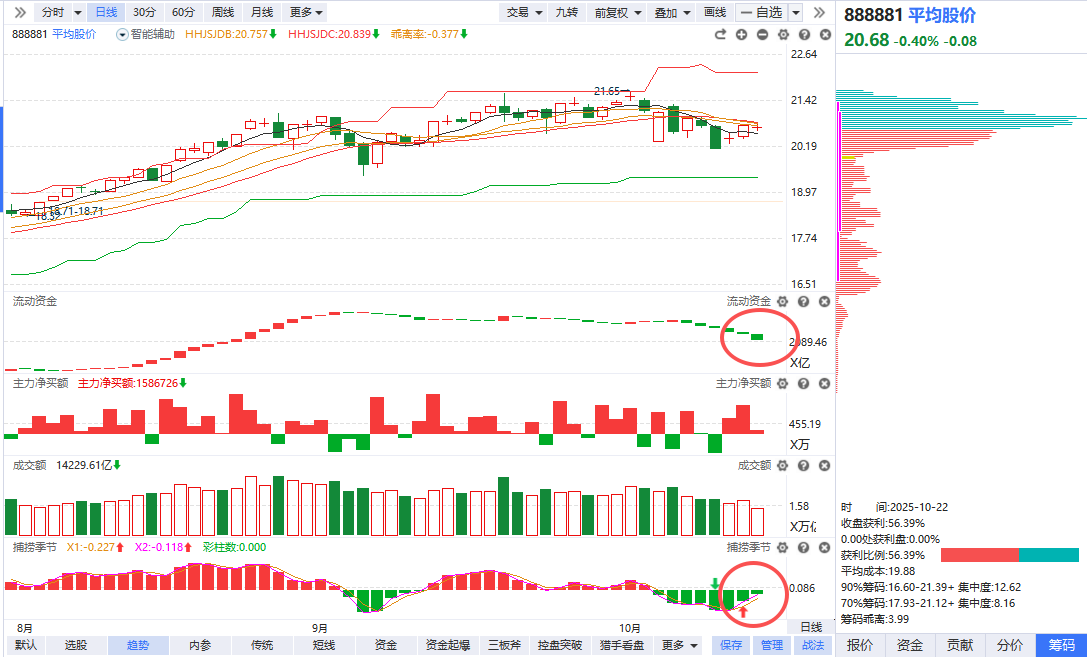 分时 日线 30分 60分 周线 月线 更多 交易 九转 前复权 叠加 画线 一自选
888881 平均股价
20.68 -0.40% -0.08
888881 平均股价 智能辅助 HHJSJDB:20.757 HHJSJDC:20.839 乖离率:-0.377
22.64
21.65
21.42
20.19
18.97
18.71-18.71
17.74
16.51
流动资金 流动资金
2089.46
X亿
主力净买额 主力净买额:1586726 主力净买额
455.19
X万
成交额 14229.61亿 成交额
1.58
X万亿
捕捞季节 X1:-0.227 X2:-0.118 彩柱数:0.000 捕捞季节
0.086
8月 9月 10月 日线
时 间:2025-10-22
收盘获利:56.39%
0.00处获利盘:0.00%
获利比例:56.39%
平均成本:19.88
90%筹码:16.60-21.39+ 集中度:12.62
70%筹码:17.93-21.12+ 集中度:8.16
筹码乖离:3.99
默认 选股 趋势 内参 传统 短线 资金 资金起爆 三板斧 控盘突破 猎手看盘 更多 保存 管理 战法
报价 资金 贡献 分价 筹码